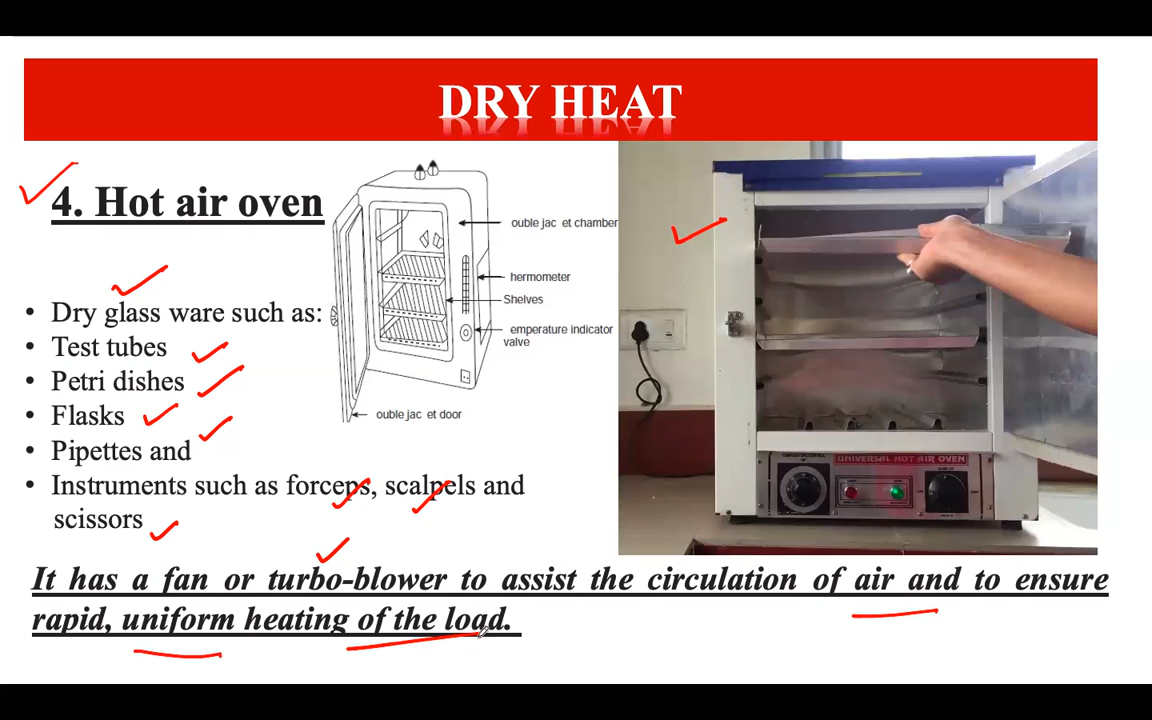 DRY HEAT
4. Hot air oven
ouble jac et chamber
hermometer
Shelves
emperature indicator
valve
ouble jac et door
• Dry glass ware such as:
• Test tubes
• Petri dishes
• Flasks
• Pipettes and
• Instruments such as forceps, scalpels and
scissors
UNIVERSAL HOT AIR OVEN
It has a fan or turbo-blower to assist the circulation of air and to ensure
rapid, uniform heating of the load.